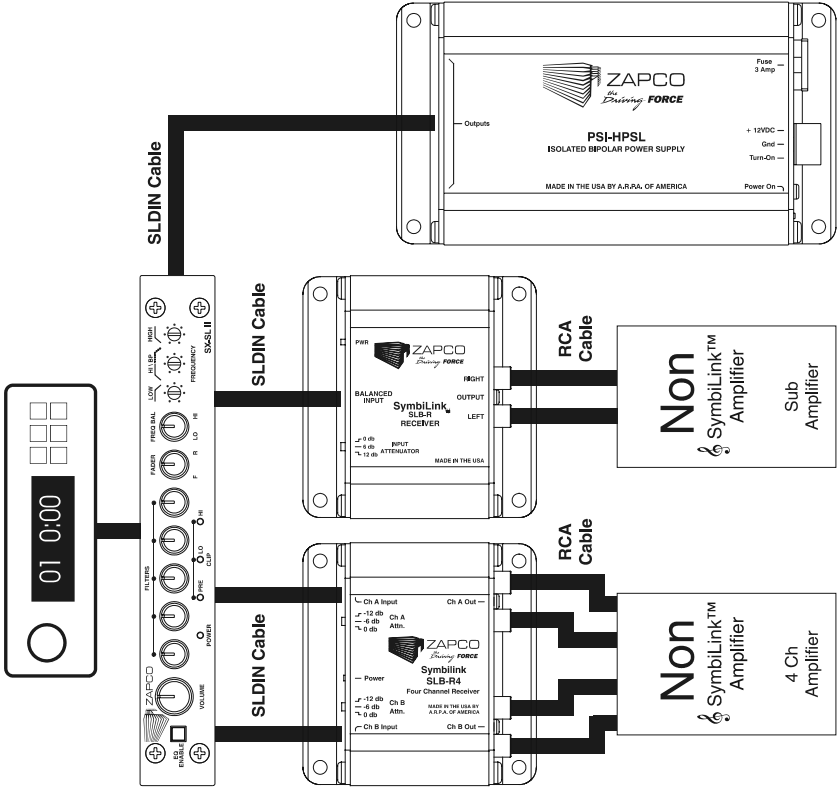 01 0:00
ZAPCO
EQ
ENABLE
VOLUME
POWER
FILTERS
PRE
LO
HI
CLIP
FADER
F
R
FREQ BAL
LO
HI
LOW
HI\BP
HIGH
FREQUENCY
SX-SL II
SLDIN Cable
SLDIN Cable
SLDIN Cable
ZAPCO
the
Driving FORCE
PSI-HPSL
ISOLATED BIPOLAR POWER SUPPLY
MADE IN THE USA BY A.R.P.A. OF AMERICA
Outputs
Fuse
3 Amp
+ 12VDC
Gnd
Turn-On
Power On
PWR
ZAPCO
the
Driving FORCE
BALANCED
INPUT
SymbiLink™
SLB-R
RECEIVER
0 db
6 db
12 db
INPUT
ATTENUATOR
RIGHT
OUTPUT
LEFT
MADE IN THE USA
Ch A Input
Ch A Out
-12 db
-6 db
0 db
Ch A
Attn.
ZAPCO
the
Driving FORCE
Power
Symbilink
SLB-R4
Four Channel Receiver
-12 db
-6 db
0 db
Ch B
Attn.
MADE IN THE USA BY
A.R.P.A. OF AMERICA
Ch B Input
Ch B Out
RCA
Cable
RCA
Cable
Non
SymbiLink™
Amplifier
Sub
Amplifier
Non
SymbiLink™
Amplifier
4 Ch
Amplifier